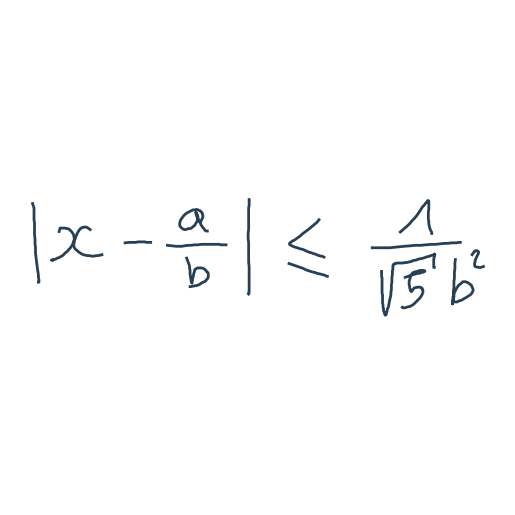 |x - a/b| ≤ 1/(√5 b²)